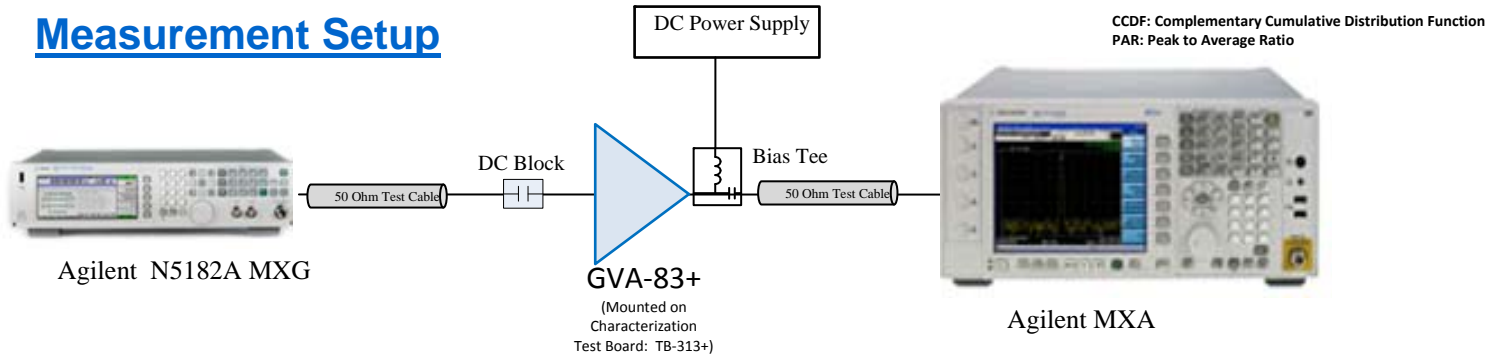 Measurement Setup
DC Power Supply
CCDF: Complementary Cumulative Distribution Function
PAR: Peak to Average Ratio
DC Block
Bias Tee
50 Ohm Test Cable
50 Ohm Test Cable
Agilent  N5182A MXG
GVA-83+
(Mounted on
Characterization
Test Board:  TB-313+)
Agilent MXA